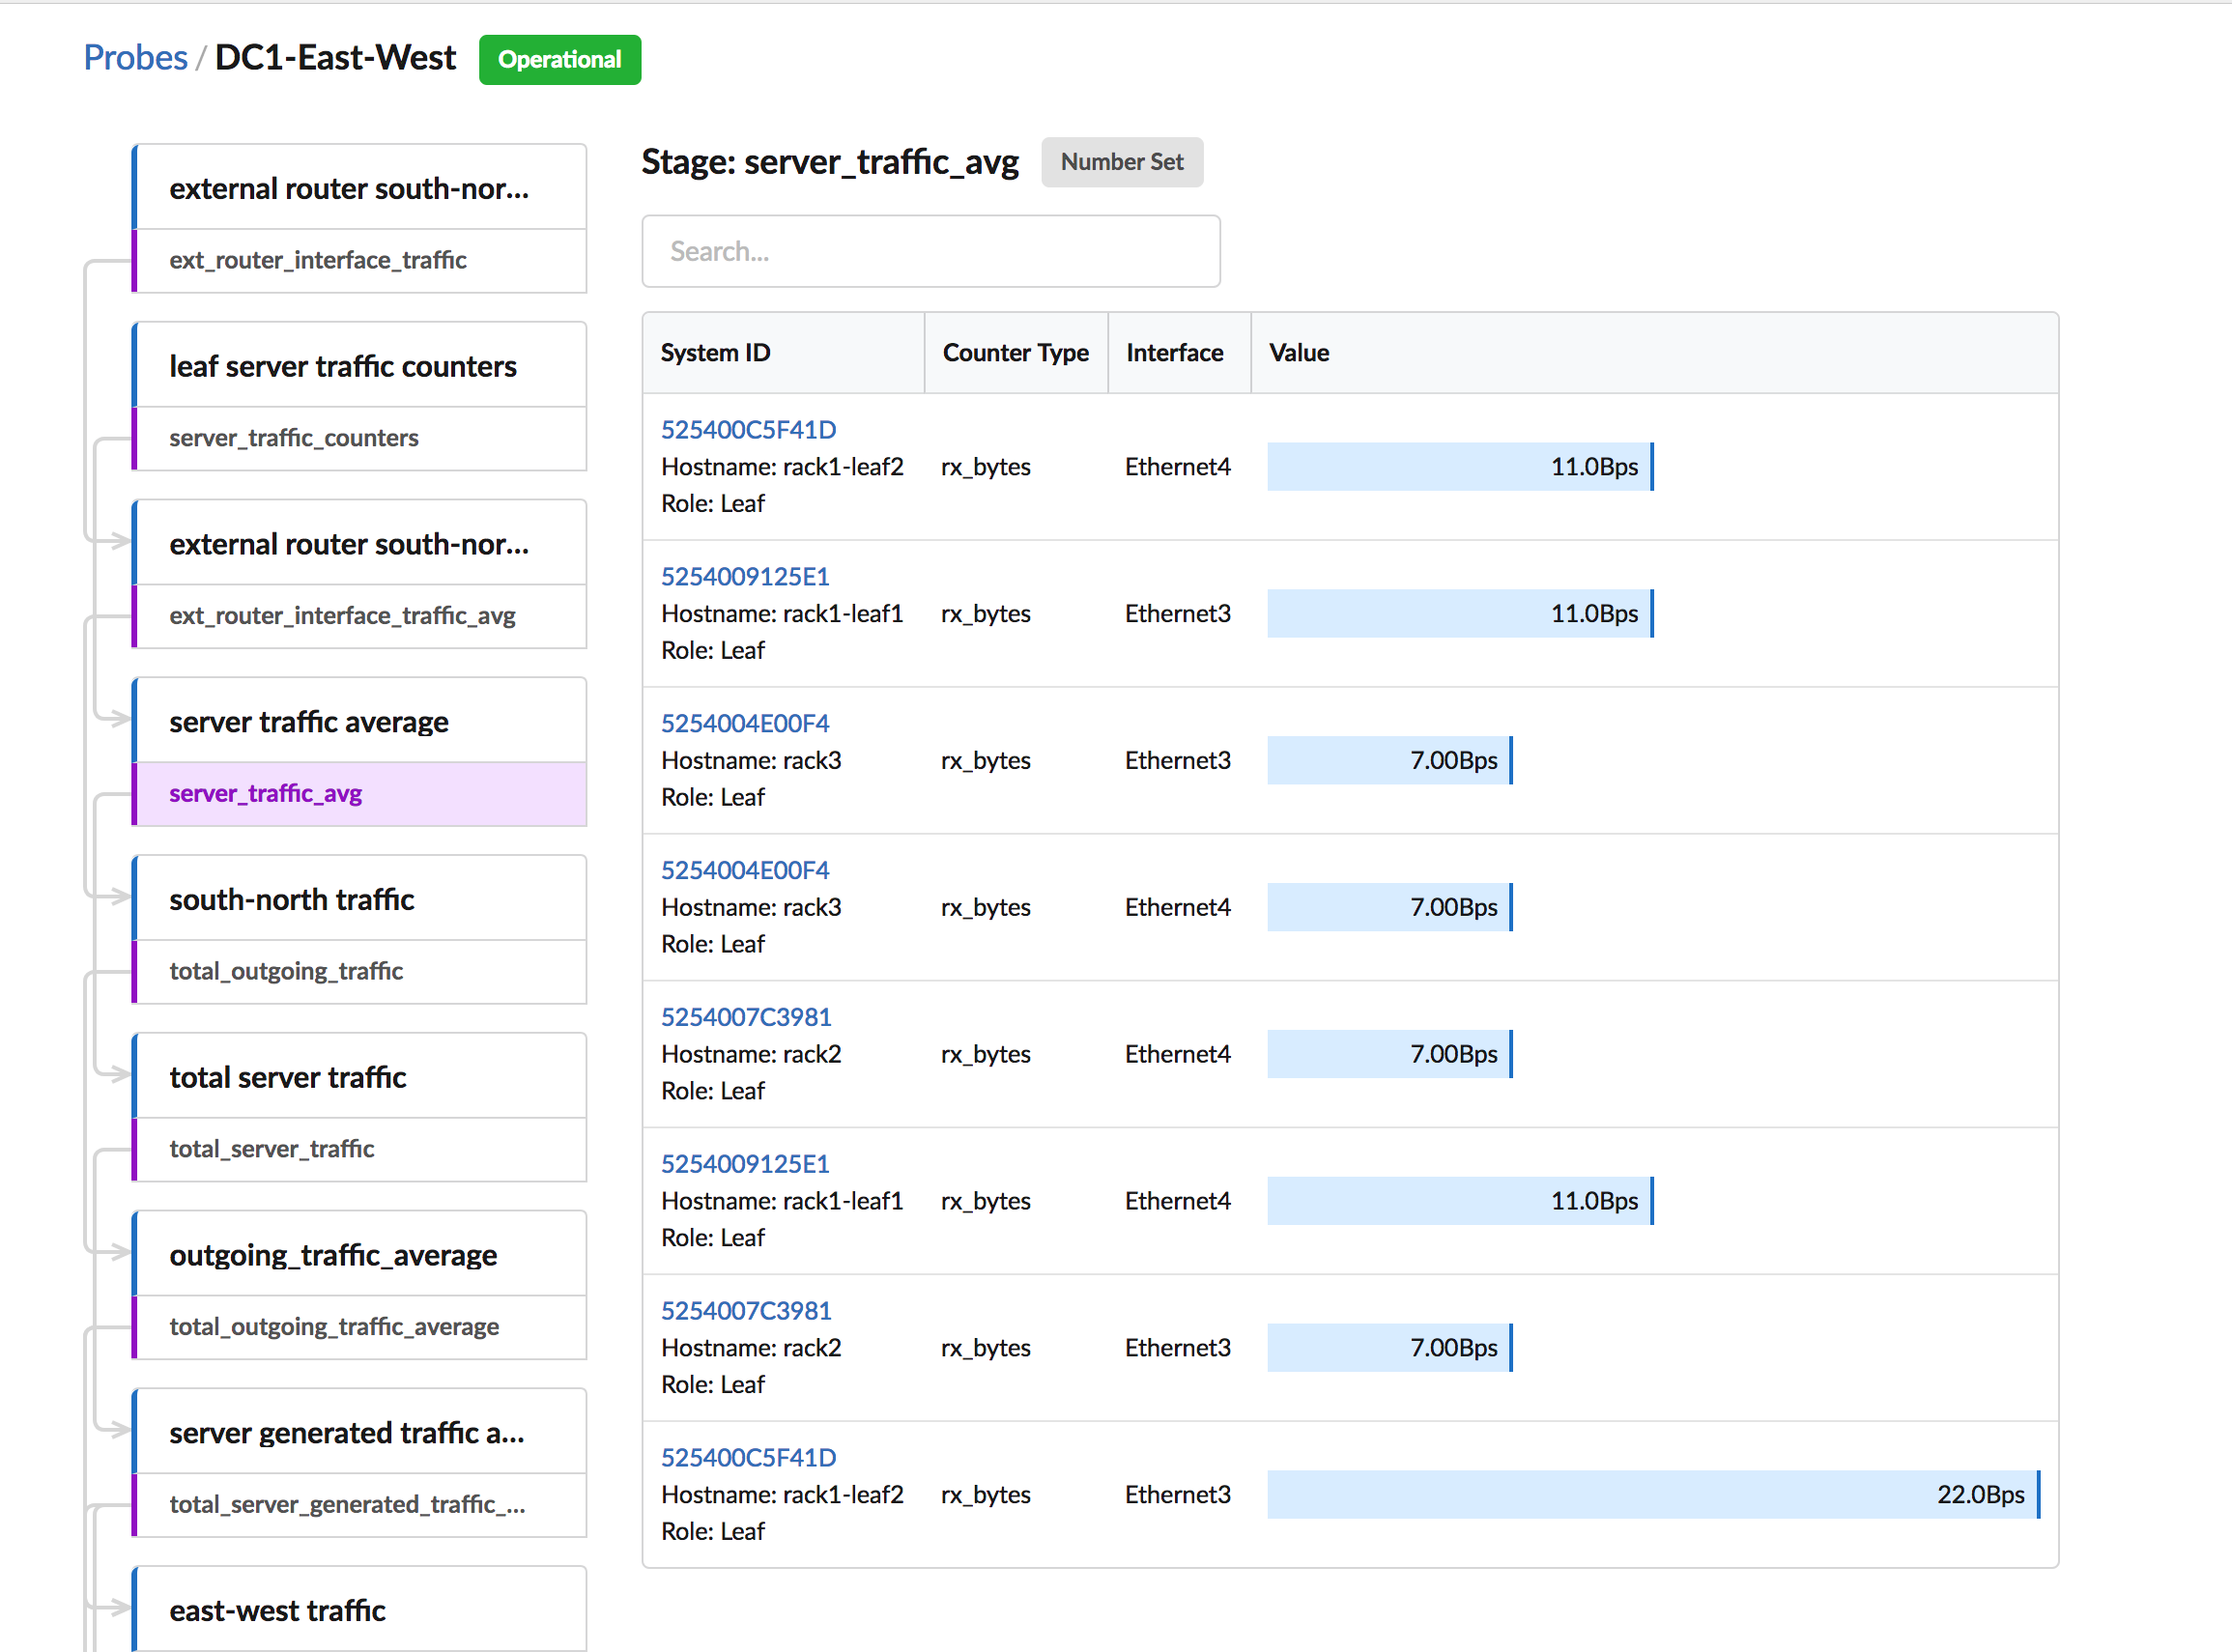 Probes / DC1-East-West Operational
external router south-nor...
ext_router_interface_traffic
leaf server traffic counters
server_traffic_counters
external router south-nor...
ext_router_interface_traffic_avg
server traffic average
server_traffic_avg
south-north traffic
total_outgoing_traffic
total server traffic
total_server_traffic
outgoing_traffic_average
total_outgoing_traffic_average
server generated traffic a...
total_server_generated_traffic_...
east-west traffic
Stage: server_traffic_avg Number Set
Search...
System ID Counter Type Interface Value
525400C5F41D
Hostname: rack1-leaf2 rx_bytes Ethernet4 11.0Bps
Role: Leaf
5254009125E1
Hostname: rack1-leaf1 rx_bytes Ethernet3 11.0Bps
Role: Leaf
5254004E00F4
Hostname: rack3 rx_bytes Ethernet3 7.00Bps
Role: Leaf
5254004E00F4
Hostname: rack3 rx_bytes Ethernet4 7.00Bps
Role: Leaf
5254007C3981
Hostname: rack2 rx_bytes Ethernet4 7.00Bps
Role: Leaf
5254009125E1
Hostname: rack1-leaf1 rx_bytes Ethernet4 11.0Bps
Role: Leaf
5254007C3981
Hostname: rack2 rx_bytes Ethernet3 7.00Bps
Role: Leaf
525400C5F41D
Hostname: rack1-leaf2 rx_bytes Ethernet3 22.0Bps
Role: Leaf